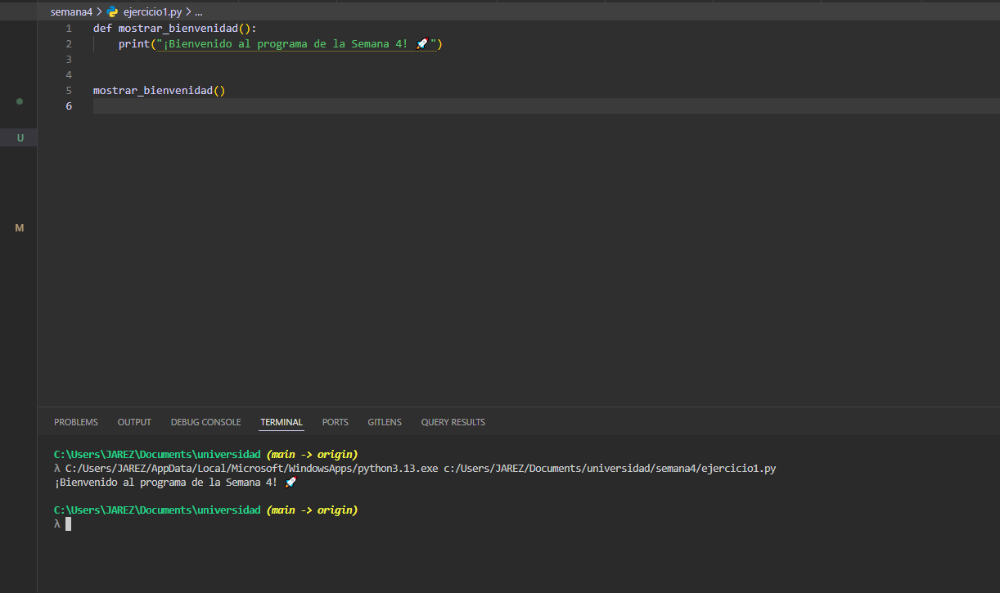 semana4 > ejercicio1.py > ...
1 def mostrar_bienvenidad():
2     print("¡Bienvenido al programa de la Semana 4! 🚀")
3
4
5 mostrar_bienvenidad()
6
U
M
PROBLEMS OUTPUT DEBUG CONSOLE TERMINAL PORTS GITLENS QUERY RESULTS
C:\Users\JAREZ\Documents\universidad (main -> origin)
λ C:/Users/JAREZ/AppData/Local/Microsoft/WindowsApps/python3.13.exe c:/Users/JAREZ/Documents/universidad/semana4/ejercicio1.py
¡Bienvenido al programa de la Semana 4! 🚀
C:\Users\JAREZ\Documents\universidad (main -> origin)
λ